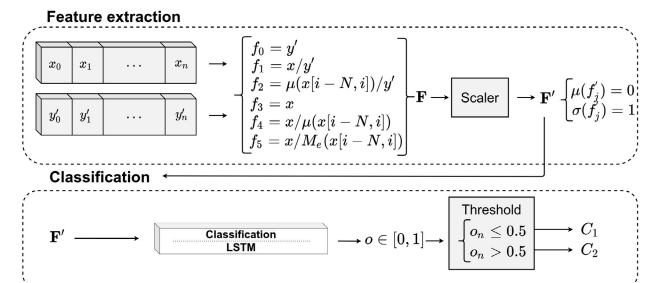 Feature extraction
x₀ x₁ . . . xₙ
y′₀ y′₁ . . . y′ₙ
f₀ = y′
f₁ = x/y′
f₂ = μ(x[i − N, i])/y′
f₃ = x
f₄ = x/μ(x[i − N, i])
f₅ = x/Mₑ(x[i − N, i])
F
Scaler
F′
μ(f′ⱼ) = 0
σ(f′ⱼ) = 1
Classification
F′
Classification
LSTM
o ∈ [0, 1]
Threshold
oₙ ≤ 0.5
oₙ > 0.5
C₁
C₂